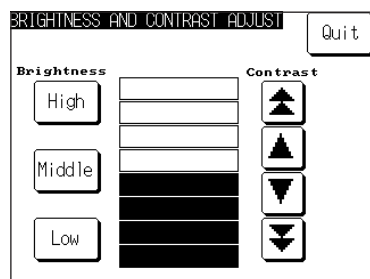 BRIGHTNESS AND CONTRAST ADJUST
Quit
Brightness
Contrast
High
Middle
Low